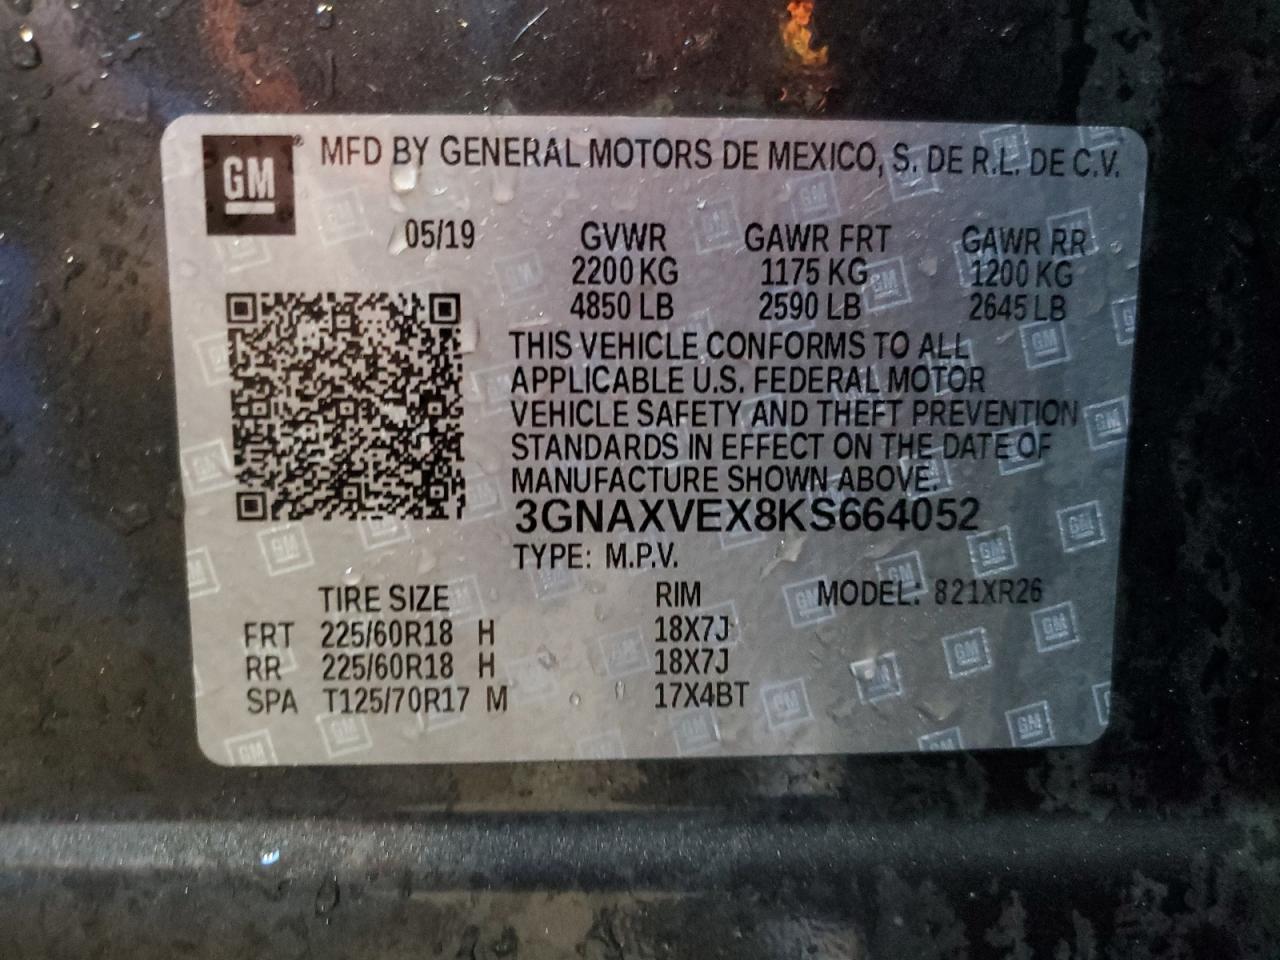 GM® MFD BY GENERAL MOTORS DE MEXICO, S. DE R.L. DE C.V.
05/19 GVWR GAWR FRT GAWR RR
2200 KG 1175 KG 1200 KG
4850 LB 2590 LB 2645 LB
THIS VEHICLE CONFORMS TO ALL
APPLICABLE U.S. FEDERAL MOTOR
VEHICLE SAFETY AND THEFT PREVENTION
STANDARDS IN EFFECT ON THE DATE OF
MANUFACTURE SHOWN ABOVE.
3GNAXVEX8KS664052
TYPE: M.P.V.
TIRE SIZE RIM MODEL: 821XR26
FRT 225/60R18 H 18X7J
RR 225/60R18 H 18X7J
SPA T125/70R17 M 17X4BT